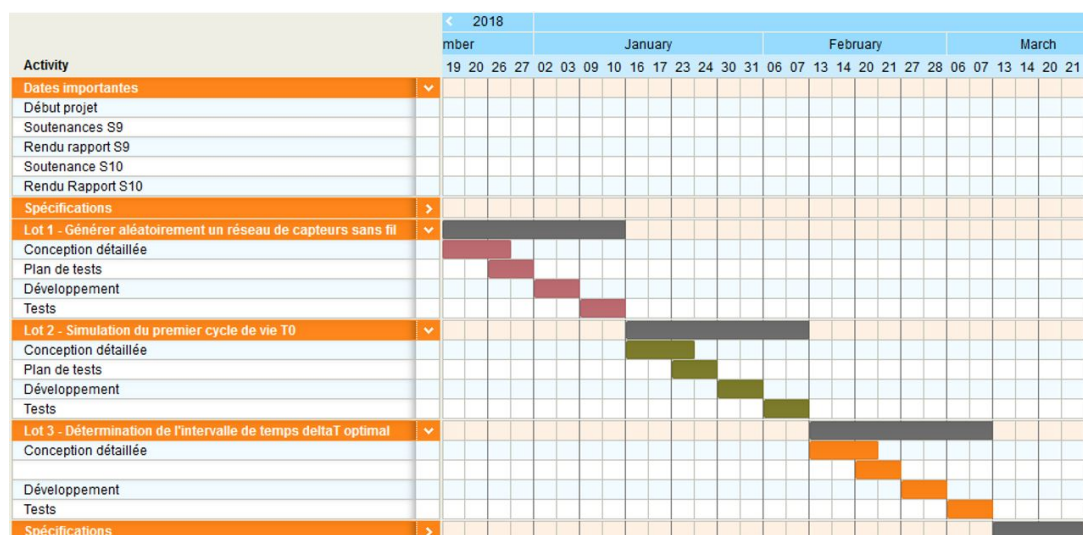 2018
mber January February March
Activity 19 20 26 27 02 03 09 10 16 17 23 24 30 31 06 07 13 14 20 21 27 28 06 07 13 14 20 21
Dates importantes
Début projet
Soutenances S9
Rendu rapport S9
Soutenance S10
Rendu Rapport S10
Spécifications
Lot 1 - Générer aléatoirement un réseau de capteurs sans fil
Conception détaillée
Plan de tests
Développement
Tests
Lot 2 - Simulation du premier cycle de vie T0
Conception détaillée
Plan de tests
Développement
Tests
Lot 3 - Détermination de l'intervalle de temps deltaT optimal
Conception détaillée
Développement
Tests
Spécifications